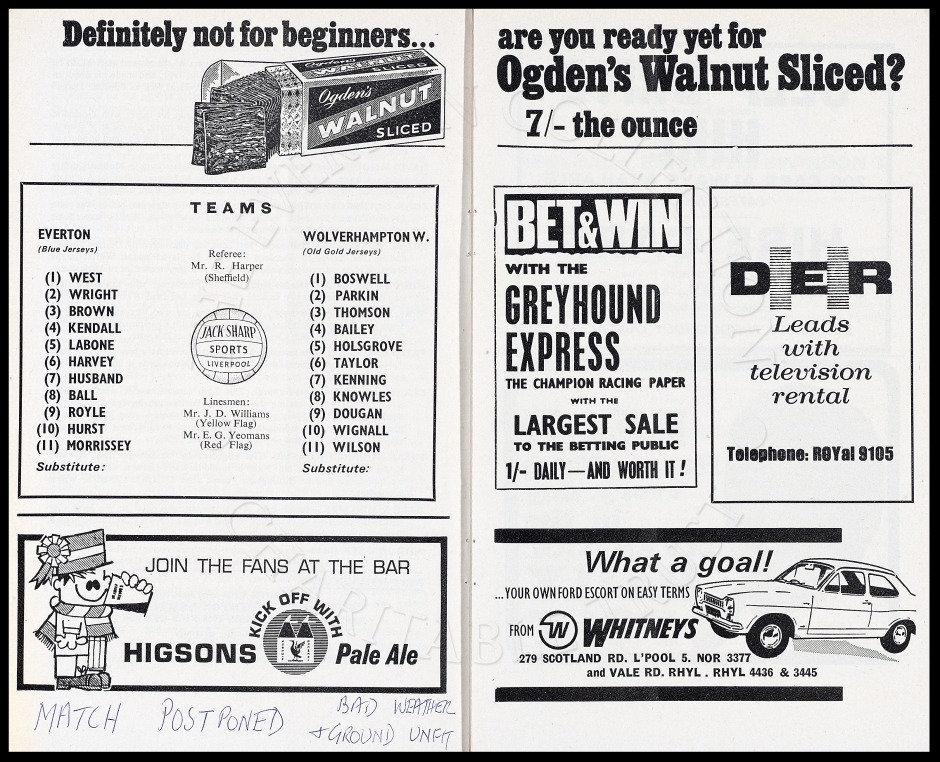 Definitely not for beginners...
Ogden's
WALNUT
SLICED
Ogden's
WALNUT
SLICED
TEAMS
EVERTON
(Blue Jerseys)
(1) WEST
(2) WRIGHT
(3) BROWN
(4) KENDALL
(5) LABONE
(6) HARVEY
(7) HUSBAND
(8) BALL
(9) ROYLE
(10) HURST
(11) MORRISSEY
Substitute:
Referee:
Mr. R. Harper
(Sheffield)
JACK SHARP
SPORTS
LIVERPOOL
Linesmen:
Mr. J. D. Williams
(Yellow Flag)
Mr. E. G. Yeomans
(Red Flag)
WOLVERHAMPTON W.
(Old Gold Jerseys)
(1) BOSWELL
(2) PARKIN
(3) THOMSON
(4) BAILEY
(5) HOLSGROVE
(6) TAYLOR
(7) KENNING
(8) KNOWLES
(9) DOUGAN
(10) WIGNALL
(11) WILSON
Substitute:
JOIN THE FANS AT THE BAR
KICK OFF WITH
HIGSONS
Pale Ale
MATCH POSTPONED
BAD WEATHER
+ GROUND UNFIT
are you ready yet for
Ogden's Walnut Sliced?
7/- the ounce
BET & WIN
WITH THE
GREYHOUND
EXPRESS
THE CHAMPION RACING PAPER
WITH THE
LARGEST SALE
TO THE BETTING PUBLIC
1/- DAILY—AND WORTH IT!
DER
Leads
with
television
rental
Telephone: ROYal 9105
What a goal!
...YOUR OWN FORD ESCORT ON EASY TERMS
FROM W WHITNEYS
279 SCOTLAND RD. L'POOL 5. NOR 3377
and VALE RD. RHYL . RHYL 4436 & 3445
THE EVERTON COLLECTION
CHARITABLE TRUST